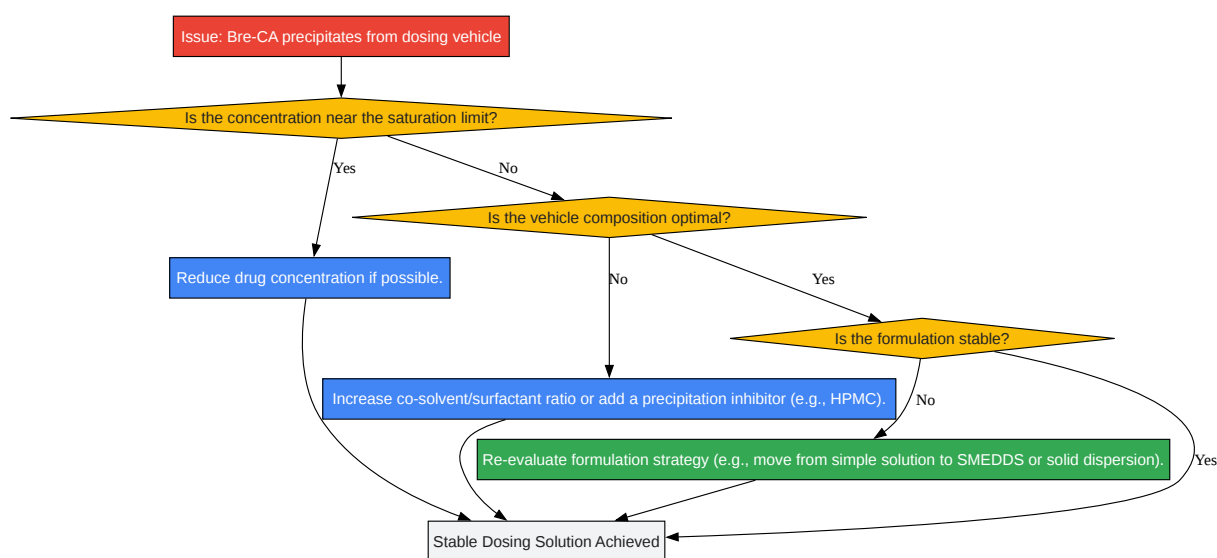 Issue: Bre-CA precipitates from dosing vehicle
Is the concentration near the saturation limit?
Yes
No
Is the vehicle composition optimal?
Reduce drug concentration if possible.
No
Yes
Is the formulation stable?
Increase co-solvent/surfactant ratio or add a precipitation inhibitor (e.g., HPMC).
No
Re-evaluate formulation strategy (e.g., move from simple solution to SMEDDS or solid dispersion).
Yes
Stable Dosing Solution Achieved